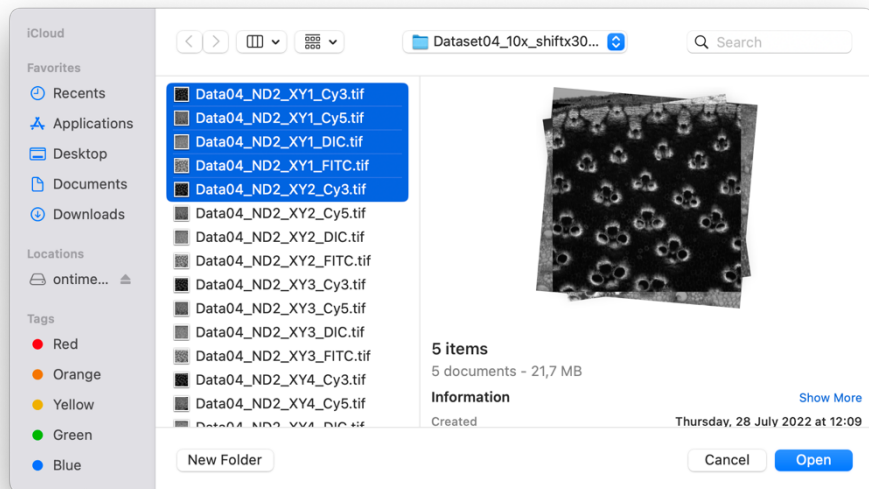 iCloud
Favorites
Recents
Applications
Desktop
Documents
Downloads
Locations
ontime...
Tags
Red
Orange
Yellow
Green
Blue
Dataset04_10x_shiftx30...
Search
Data04_ND2_XY1_Cy3.tif
Data04_ND2_XY1_Cy5.tif
Data04_ND2_XY1_DIC.tif
Data04_ND2_XY1_FITC.tif
Data04_ND2_XY2_Cy3.tif
Data04_ND2_XY2_Cy5.tif
Data04_ND2_XY2_DIC.tif
Data04_ND2_XY2_FITC.tif
Data04_ND2_XY3_Cy3.tif
Data04_ND2_XY3_Cy5.tif
Data04_ND2_XY3_DIC.tif
Data04_ND2_XY3_FITC.tif
Data04_ND2_XY4_Cy3.tif
Data04_ND2_XY4_Cy5.tif
Data04_ND2_XY4_DIC.tif
5 items
5 documents - 21,7 MB
Information Show More
Created Thursday, 28 July 2022 at 12:09
New Folder Cancel Open